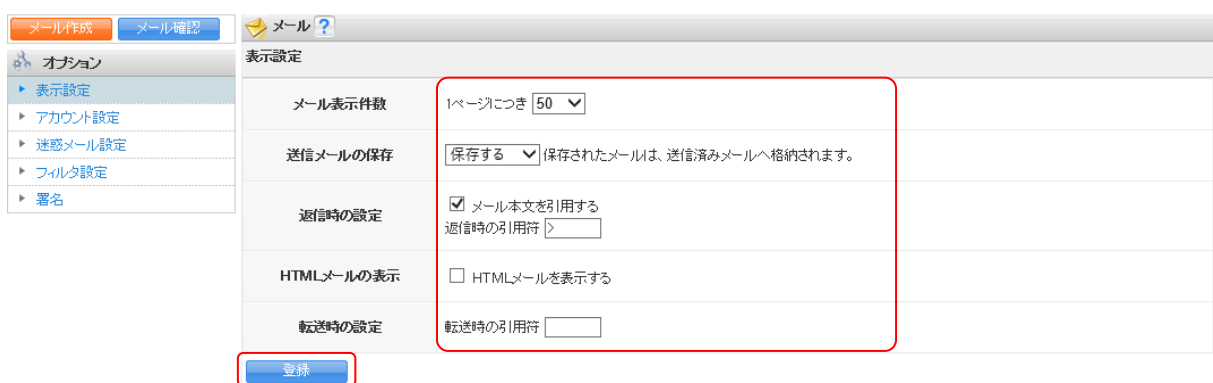 メール作成 メール確認
メール ?
オプション
表示設定
アカウント設定
迷惑メール設定
フィルタ設定
署名
表示設定
メール表示件数 1ページにつき 50
送信メールの保存 保存する 保存されたメールは、送信済みメールへ格納されます。
返信時の設定 メール本文を引用する
返信時の引用符 >
HTMLメールの表示 HTMLメールを表示する
転送時の設定 転送時の引用符
登録